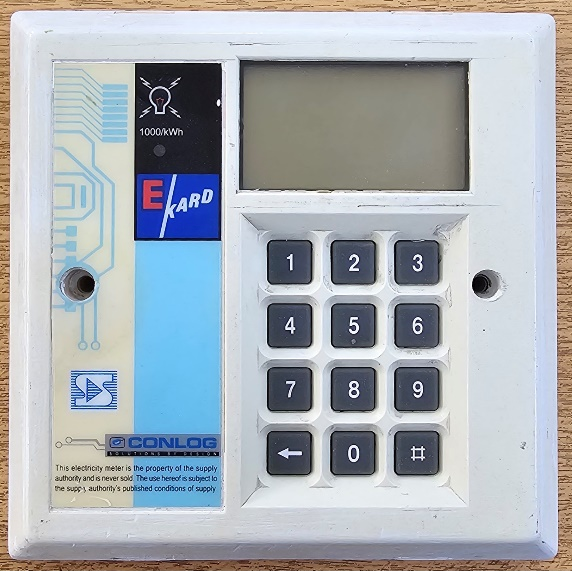 1000/kWh
E/KARD
1 2 3
4 5 6
7 8 9
← 0 #
CONLOG
SOLUTIONS BY DESIGN
This electricity meter is the property of the supply
authority and is never sold. The use hereof is subject to
the supply authority's published conditions of supply